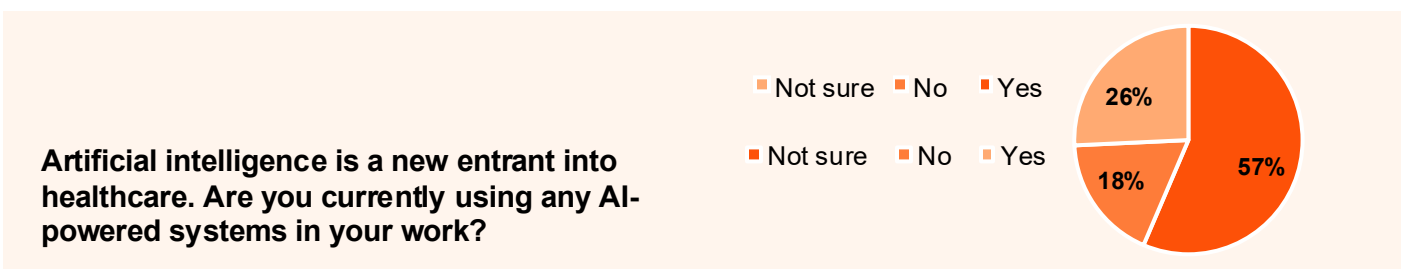 Not sure No Yes
26%
Not sure No Yes
57%
18%
Artificial intelligence is a new entrant into
healthcare. Are you currently using any AI-
powered systems in your work?